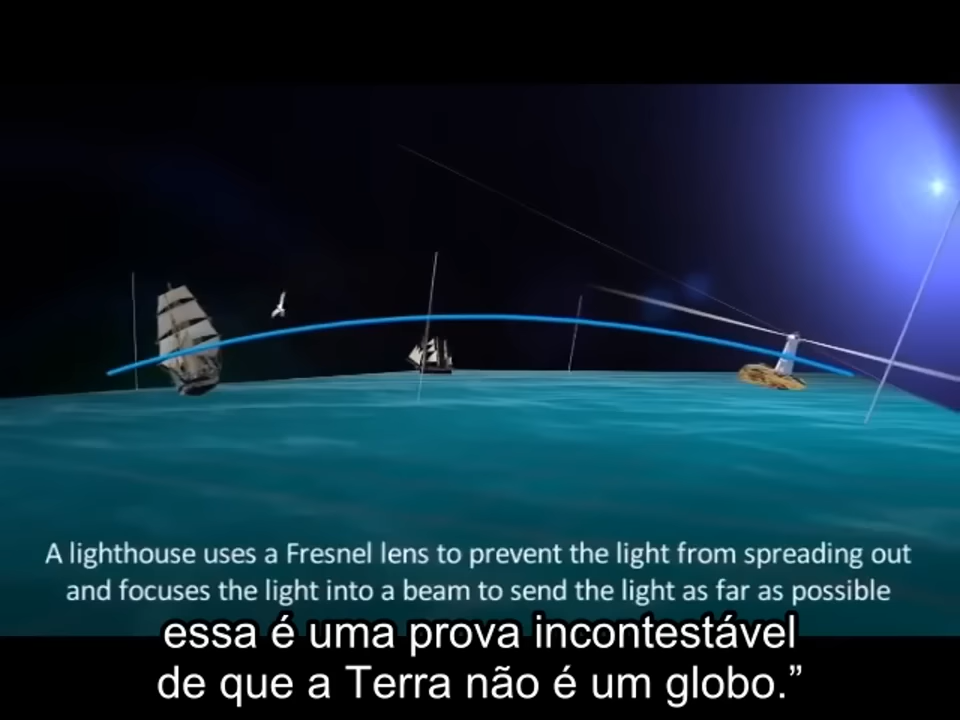 A lighthouse uses a Fresnel lens to prevent the light from spreading out
and focuses the light into a beam to send the light as far as possible
essa é uma prova incontestável
de que a Terra não é um globo.”